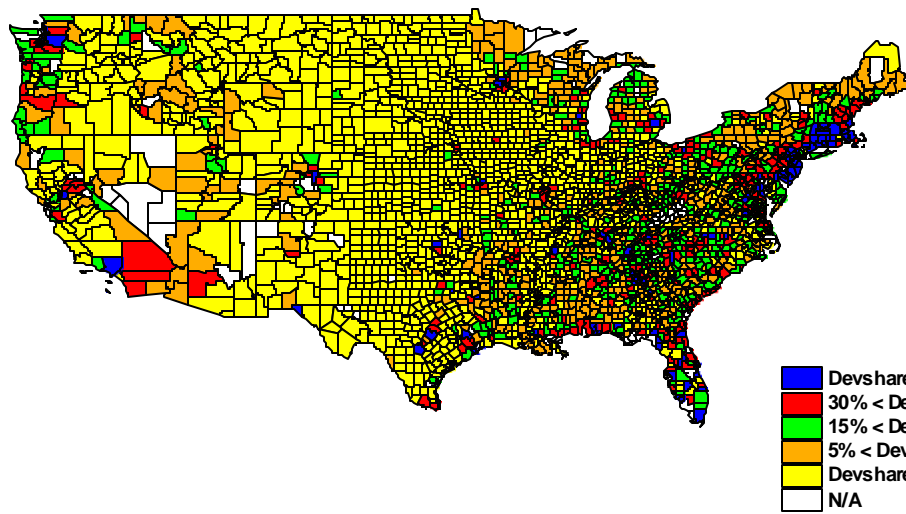 Devshare
30% < De
15% < De
5% < Dev
Devshare
N/A